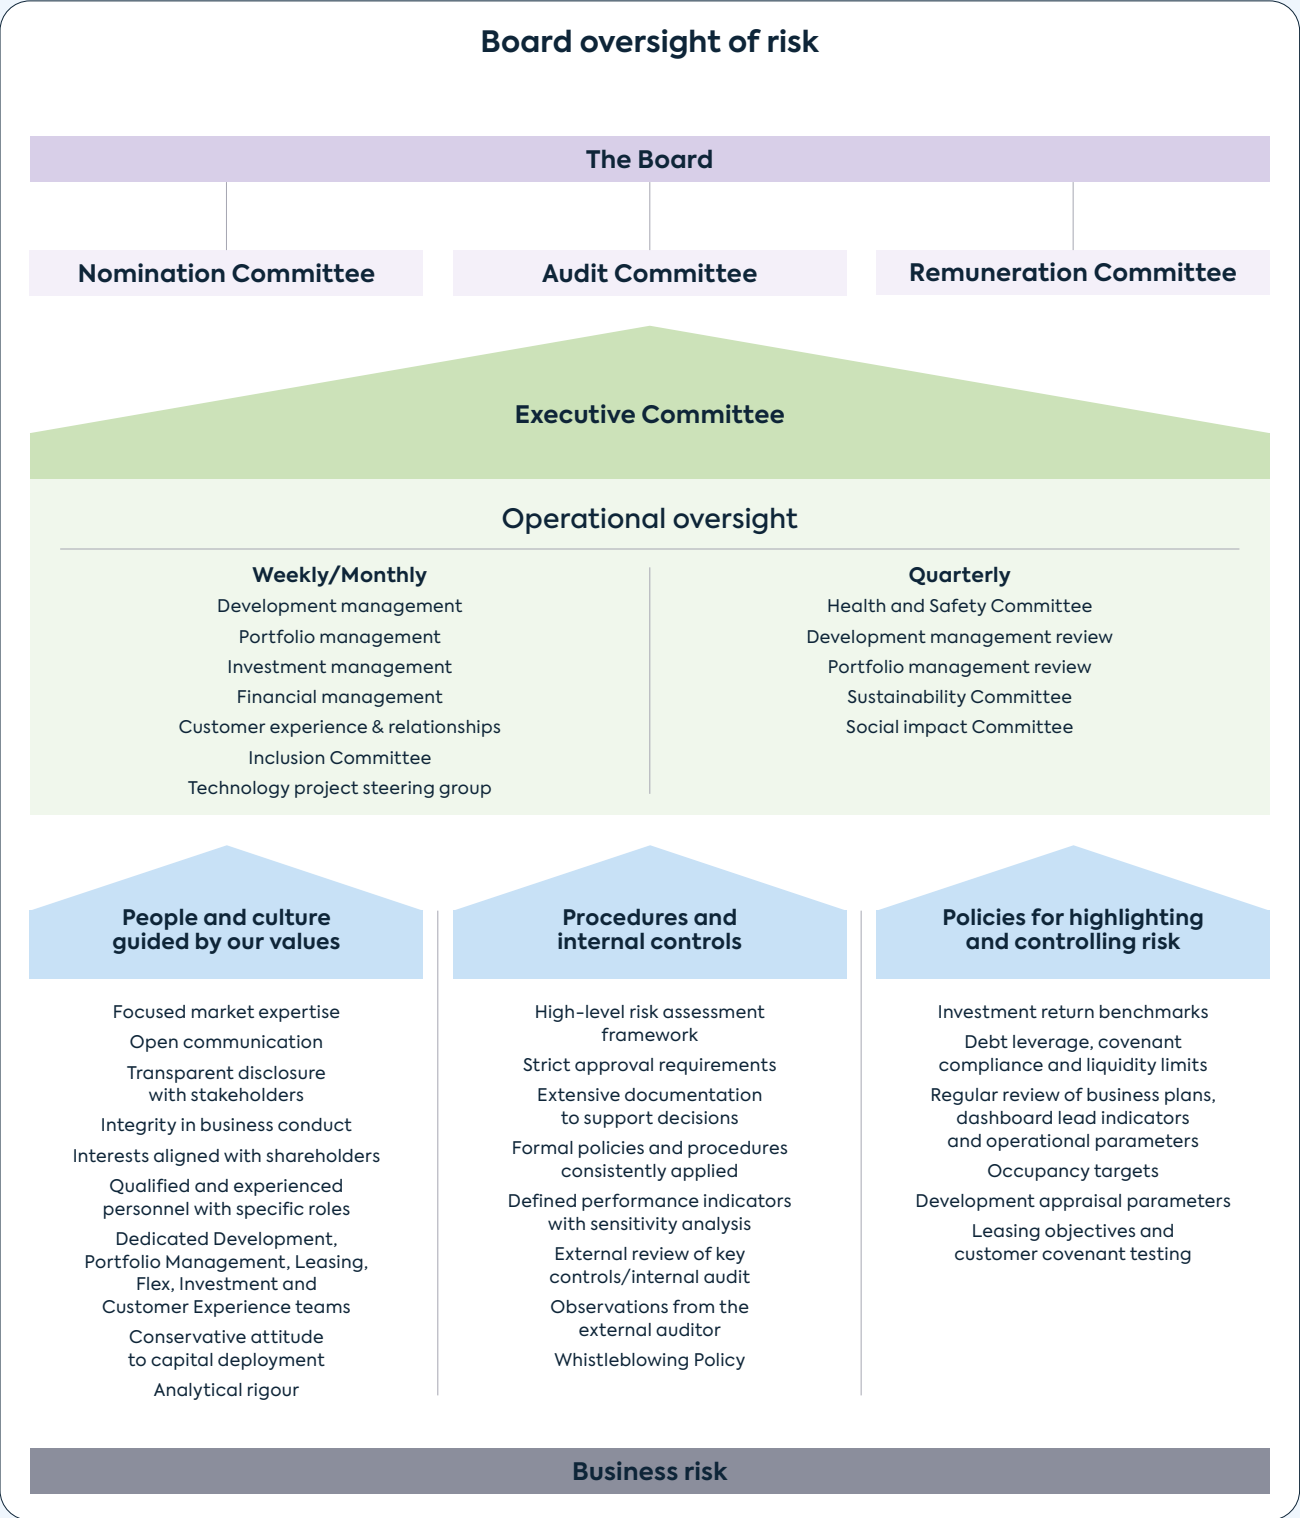 Board oversight of risk
The Board
Nomination Committee
Audit Committee
Remuneration Committee
Executive Committee
Operational oversight
Weekly/Monthly
Development management
Portfolio management
Investment management
Financial management
Customer experience & relationships
Inclusion Committee
Technology project steering group
Quarterly
Health and Safety Committee
Development management review
Portfolio management review
Sustainability Committee
Social impact Committee
People and culture
guided by our values
Focused market expertise
Open communication
Transparent disclosure
with stakeholders
Integrity in business conduct
Interests aligned with shareholders
Qualified and experienced
personnel with specific roles
Dedicated Development,
Portfolio Management, Leasing,
Flex, Investment and
Customer Experience teams
Conservative attitude
to capital deployment
Analytical rigour
Procedures and
internal controls
High-level risk assessment
framework
Strict approval requirements
Extensive documentation
to support decisions
Formal policies and procedures
consistently applied
Defined performance indicators
with sensitivity analysis
External review of key
controls/internal audit
Observations from the
external auditor
Whistleblowing Policy
Policies for highlighting
and controlling risk
Investment return benchmarks
Debt leverage, covenant
compliance and liquidity limits
Regular review of business plans,
dashboard lead indicators
and operational parameters
Occupancy targets
Development appraisal parameters
Leasing objectives and
customer covenant testing
Business risk